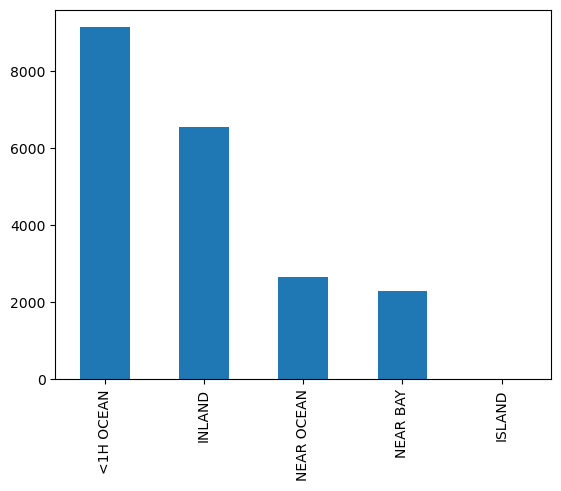 8000
6000
4000
2000
0
<1H OCEAN
INLAND
NEAR OCEAN
NEAR BAY
ISLAND